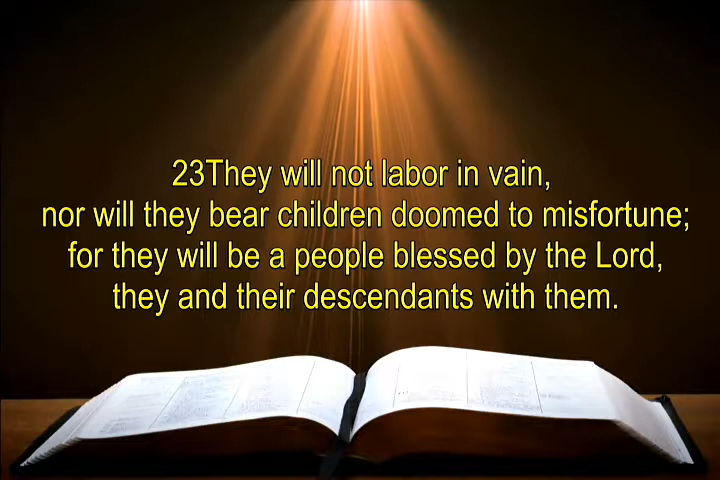 23They will not labor in vain,
nor will they bear children doomed to misfortune;
for they will be a people blessed by the Lord,
they and their descendants with them.